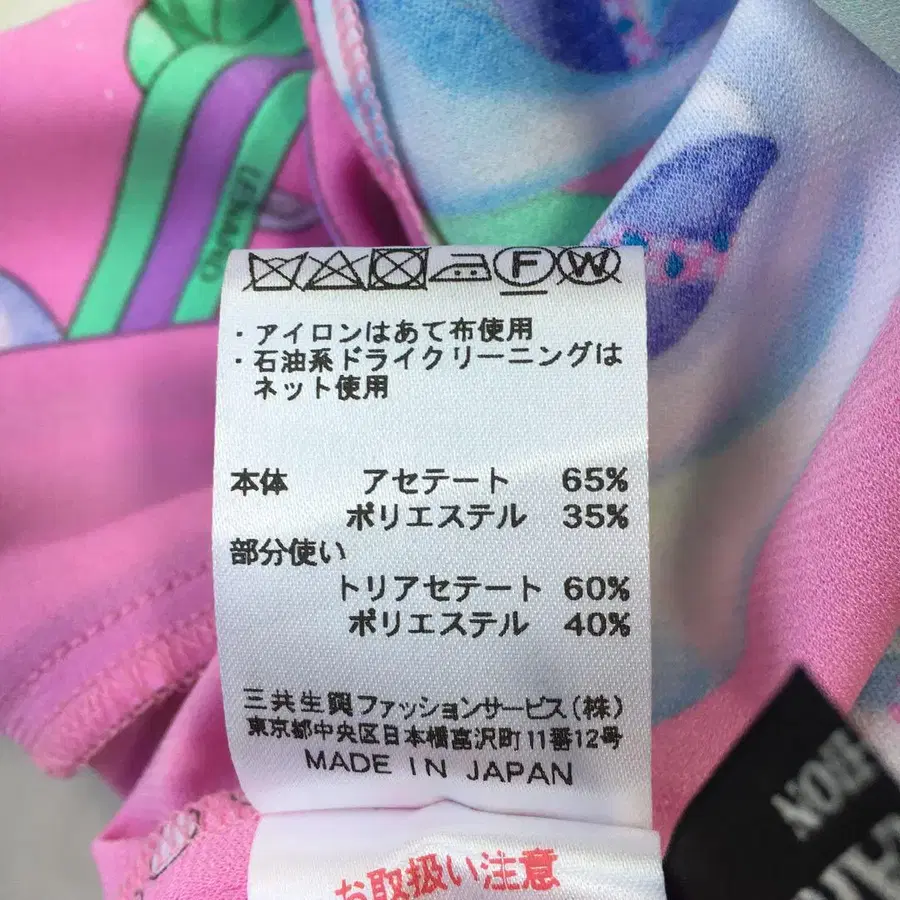 F W
・アイロンはあて布使用
・石油系ドライクリーニングは
ネット使用
本体 アセテート 65%
ポリエステル 35%
部分使い
トリアセテート 60%
ポリエステル 40%
三共生興ファッションサービス(株)
東京都中央区日本橋富沢町11番12号
MADE IN JAPAN
お取扱い注意